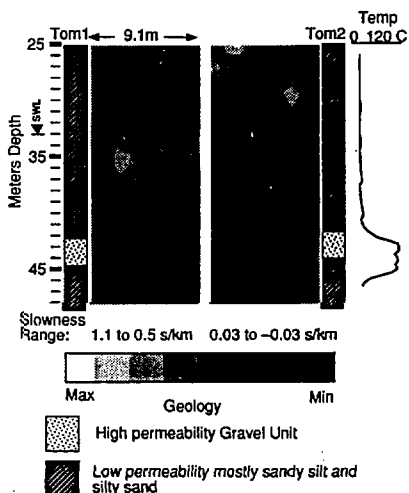 Temp
Tom1 9.1m Tom2 0 120 C
25
SWL
35
45
Meters Depth
Slowness
Range: 1.1 to 0.5 s/km 0.03 to -0.03 s/km
Max Min
Geology
High permeability Gravel Unit
Low permeability mostly sandy silt and
silty sand